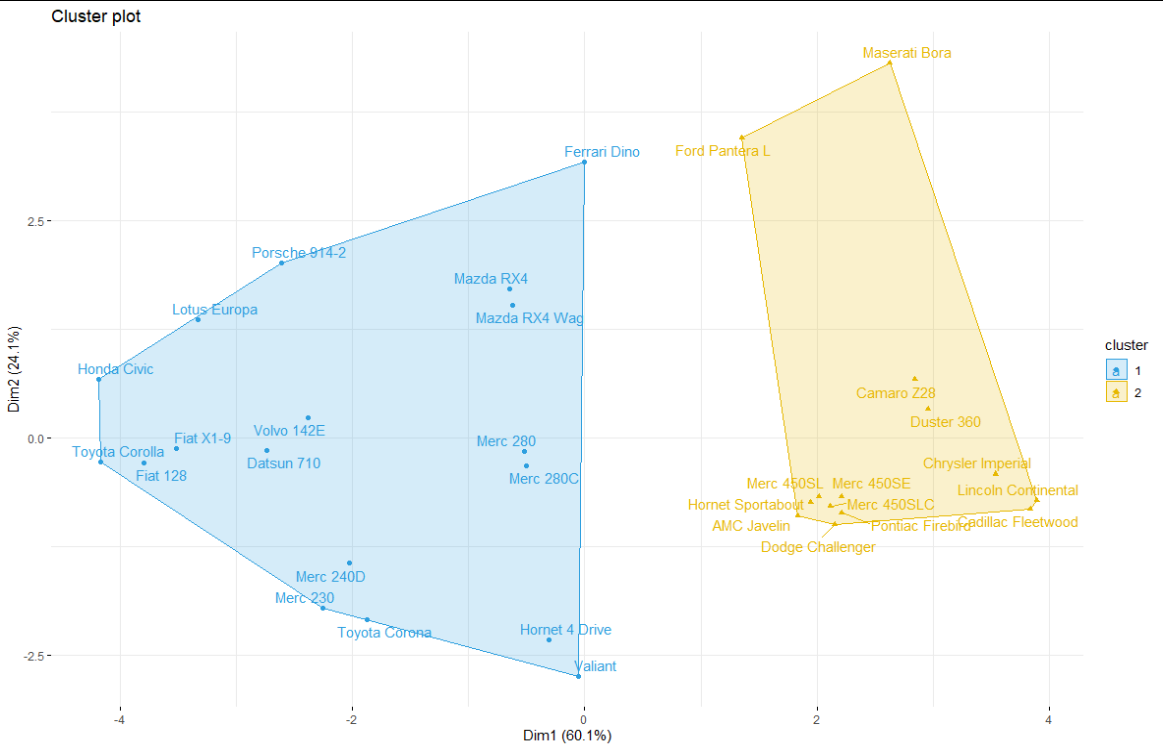 Cluster plot
Maserati Bora
Ford Pantera L
Ferrari Dino
2.5
Porsche 914-2
Mazda RX4
Lotus Europa
Mazda RX4 Wag
cluster
1
2
Honda Civic
Camaro Z28
Duster 360
Dim2 (24.1%)
0.0
Volvo 142E
Fiat X1-9
Merc 280
Toyota Corolla
Datsun 710
Chrysler Imperial
Fiat 128
Merc 280C
Merc 450SL
Merc 450SE
Lincoln Continental
Hornet Sportabout
Merc 450SLC
AMC Javelin
Pontiac Firebird
Cadillac Fleetwood
Dodge Challenger
Merc 240D
Merc 230
Toyota Corona
Hornet 4 Drive
-2.5
Valiant
-4
-2
0
2
4
Dim1 (60.1%)